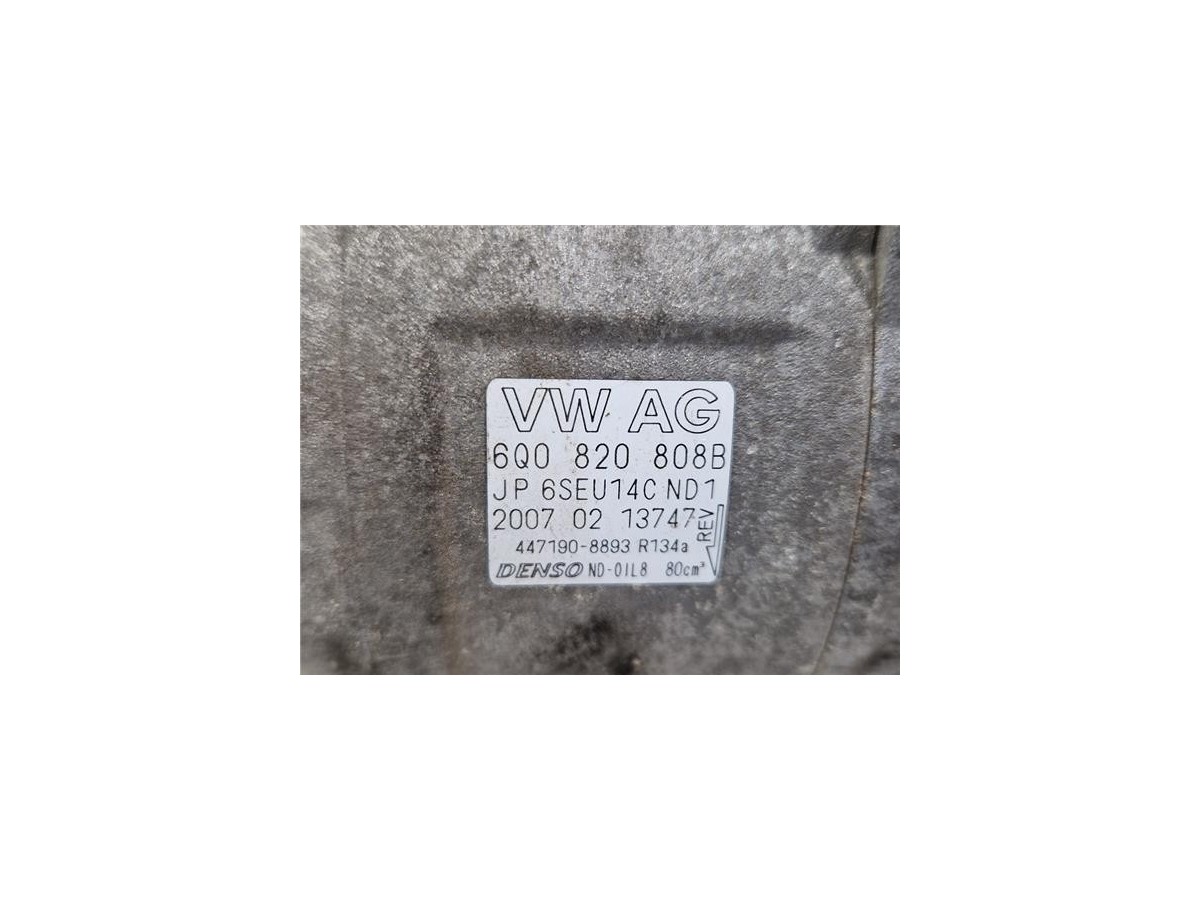 VW AG
6Q0 820 808B
JP 6SEU14C ND1
2007 02 13747
REV
447190-8893 R134a
DENSO ND-OIL8 80cm³